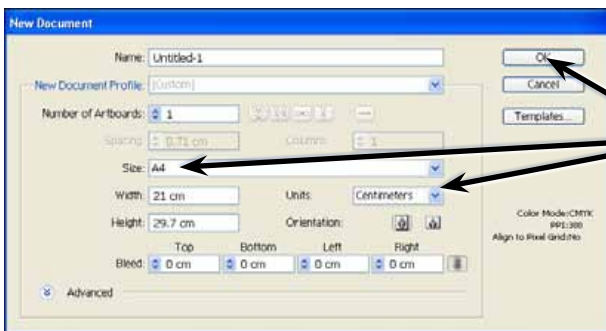 New Document
Name: Untitled-1
OK
New Document Profile: [Custom]
Cancel
Number of Artboards: 1
Templates...
Spacing: 0.71 cm Columns: 1
Size: A4
Width: 21 cm Units: Centimeters
Height: 29.7 cm Orientation:
Color Mode:CMYK
PPI:300
Align to Pixel Grid:No
Top Bottom Left Right
Bleed: 0 cm 0 cm 0 cm 0 cm
Advanced